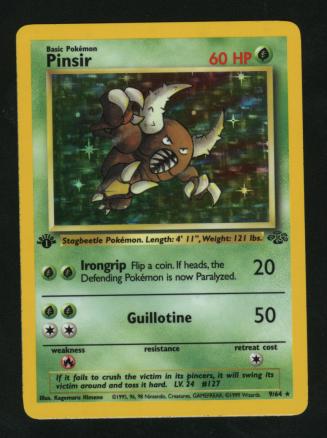 Basic Pokémon
Pinsir
60 HP
Stagbeetle Pokémon. Length: 4' 11", Weight: 121 lbs.
Irongrip Flip a coin. If heads, the
Defending Pokémon is now Paralyzed.
20
Guillotine
50
weakness
resistance
retreat cost
If it fails to crush the victim in its pincers, it will swing its
victim around and toss it hard. LV. 24 #127
Illus. Kagemaru Himeno
©1995, 96, 98 Nintendo, Creatures, GAMEFREAK. ©1999 Wizards.
9/64 ★